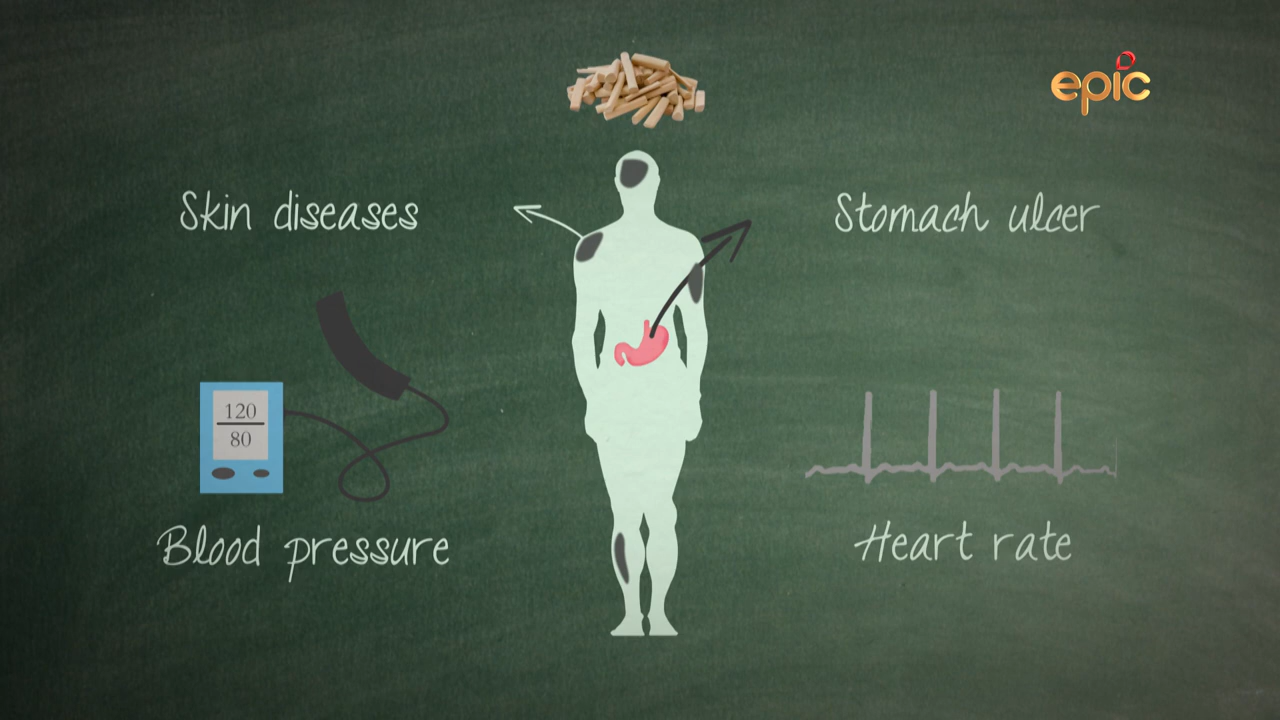 epic
Skin diseases
Stomach ulcer
120
80
Blood pressure
Heart rate